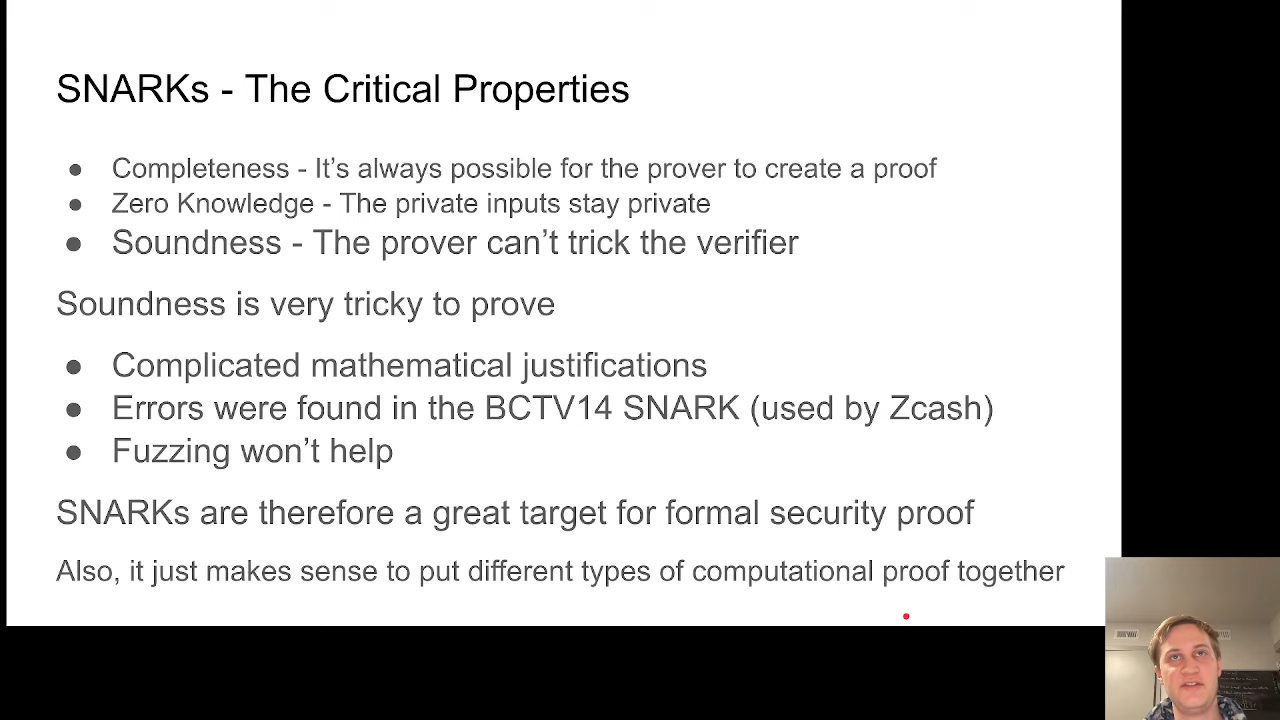 SNARKs - The Critical Properties
● Completeness - It's always possible for the prover to create a proof
● Zero Knowledge - The private inputs stay private
● Soundness - The prover can't trick the verifier
Soundness is very tricky to prove
● Complicated mathematical justifications
● Errors were found in the BCTV14 SNARK (used by Zcash)
● Fuzzing won't help
SNARKs are therefore a great target for formal security proof
Also, it just makes sense to put different types of computational proof together